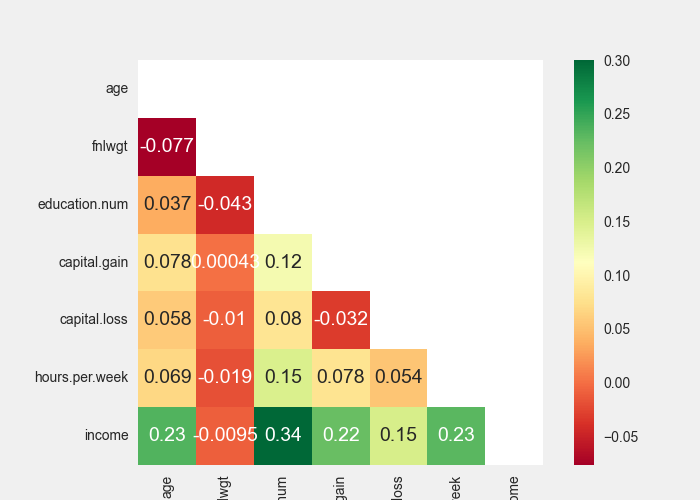 age
fnlwgt
-0.077
education.num
0.037 -0.043
capital.gain
0.078 0.00043 0.12
capital.loss
0.058 -0.01 0.08 -0.032
hours.per.week
0.069 -0.019 0.15 0.078 0.054
income
0.23 -0.0095 0.34 0.22 0.15 0.23
age lwgt num gain loss eek ome
0.30
0.25
0.20
0.15
0.10
0.05
0.00
−0.05